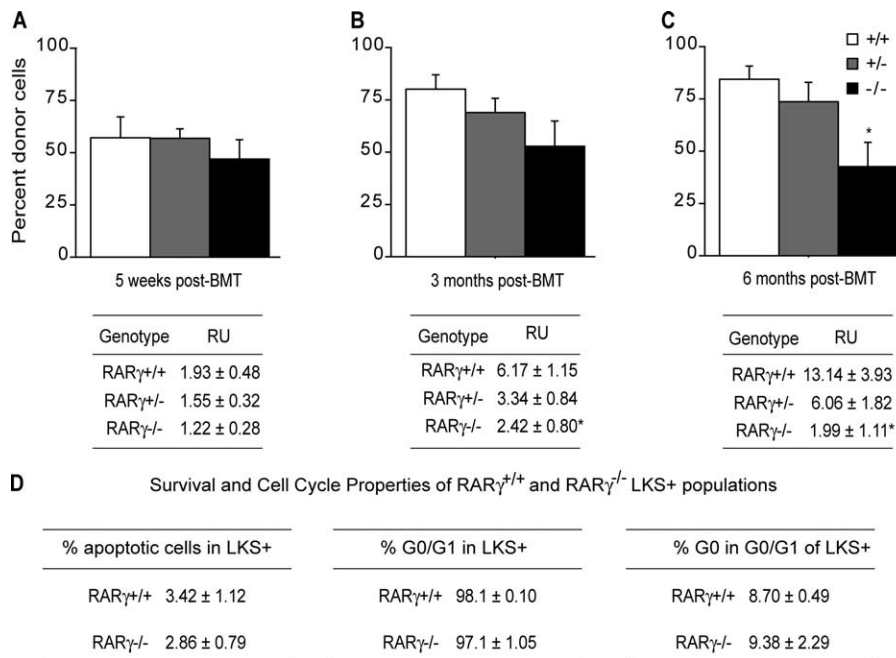 A
B
C
100
75
50
25
0
Percent donor cells
5 weeks post-BMT
100
75
50
25
0
3 months post-BMT
100
75
50
25
0
+/+
+/-
-/-
*
6 months post-BMT
Genotype RU
RARγ+/+ 1.93 ± 0.48
RARγ+/- 1.55 ± 0.32
RARγ-/- 1.22 ± 0.28
Genotype RU
RARγ+/+ 6.17 ± 1.15
RARγ+/- 3.34 ± 0.84
RARγ-/- 2.42 ± 0.80*
Genotype RU
RARγ+/+ 13.14 ± 3.93
RARγ+/- 6.06 ± 1.82
RARγ-/- 1.99 ± 1.11*
D Survival and Cell Cycle Properties of RARγ+/+ and RARγ-/- LKS+ populations
% apoptotic cells in LKS+
RARγ+/+ 3.42 ± 1.12
RARγ-/- 2.86 ± 0.79
% G0/G1 in LKS+
RARγ+/+ 98.1 ± 0.10
RARγ-/- 97.1 ± 1.05
% G0 in G0/G1 of LKS+
RARγ+/+ 8.70 ± 0.49
RARγ-/- 9.38 ± 2.29